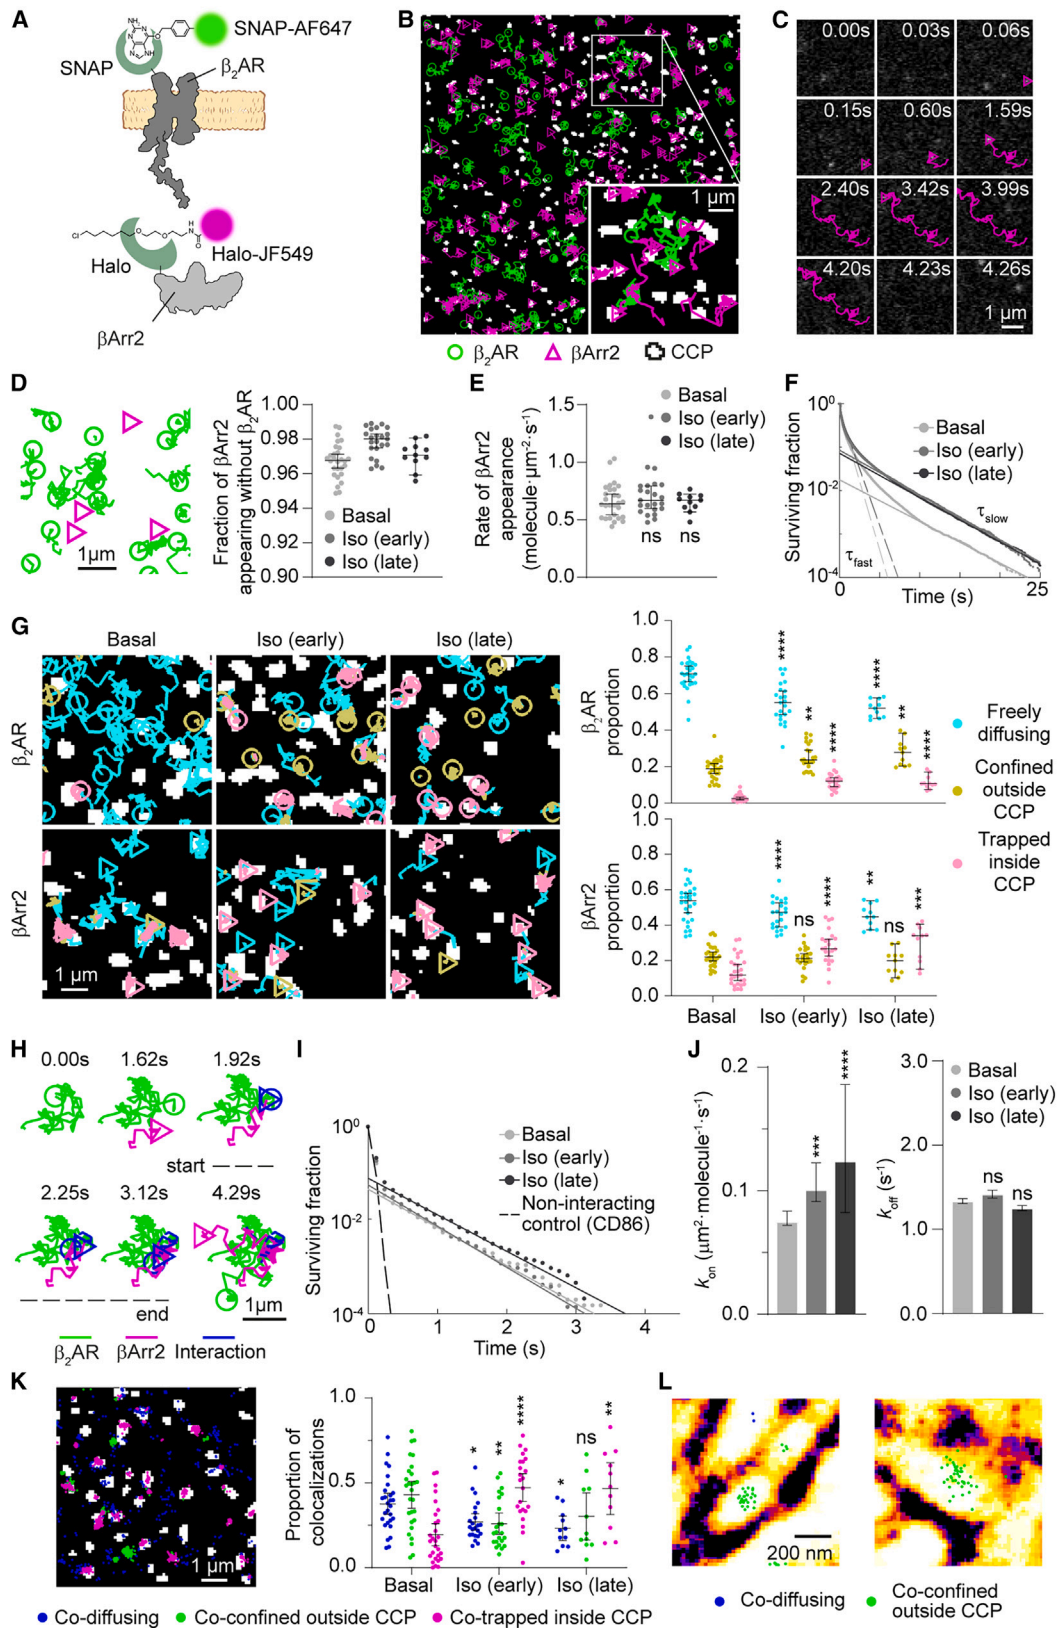 A
SNAP-AF647
SNAP
β2AR
Cl
O
O
H
N
O
Halo
Halo-JF549
βArr2
B
1 μm
β2AR
βArr2
CCP
C
0.00s 0.03s 0.06s
0.15s 0.60s 1.59s
2.40s 3.42s 3.99s
4.20s 4.23s 4.26s
1 μm
D
1μm
Fraction of βArr2
appearing without β2AR
1.00
0.98
0.96
0.94
0.92
0.90
Basal
Iso (early)
Iso (late)
E
Rate of βArr2
appearance
(molecule·μm-2·s-1)
1.5
1.0
0.5
0.0
Basal
Iso (early)
Iso (late)
ns ns
F
Surviving fraction
100
10-2
10-4
Basal
Iso (early)
Iso (late)
τslow
τfast
0 25
Time (s)
G
Basal Iso (early) Iso (late)
β2AR
βArr2
1 μm
β2AR
proportion
1.0
0.8
0.6
0.4
0.2
0.0
**** ** **** **** ** ****
Freely
diffusing
Confined
outside
CCP
Trapped
inside
CCP
βArr2
proportion
1.0
0.8
0.6
0.4
0.2
0.0
**** ns **** ** ns ***
Basal Iso (early) Iso (late)
H
0.00s 1.62s 1.92s
start
2.25s 3.12s 4.29s
end
1μm
β2AR βArr2 Interaction
I
Surviving fraction
100
10-2
10-4
Basal
Iso (early)
Iso (late)
Non-interacting
control (CD86)
0 1 2 3 4
Time (s)
J
kon (μm2·molecule-1·s-1)
0.2
0.1
0.0
*** ****
koff (s-1)
3.0
1.5
0.0
Basal
Iso (early)
Iso (late)
ns ns
K
1 μm
Proportion of
colocalizations
1.0
0.5
0.0
* ** **** * ns **
Basal Iso (early) Iso (late)
Co-diffusing Co-confined outside CCP Co-trapped inside CCP
L
200 nm
Co-diffusing
Co-confined
outside CCP